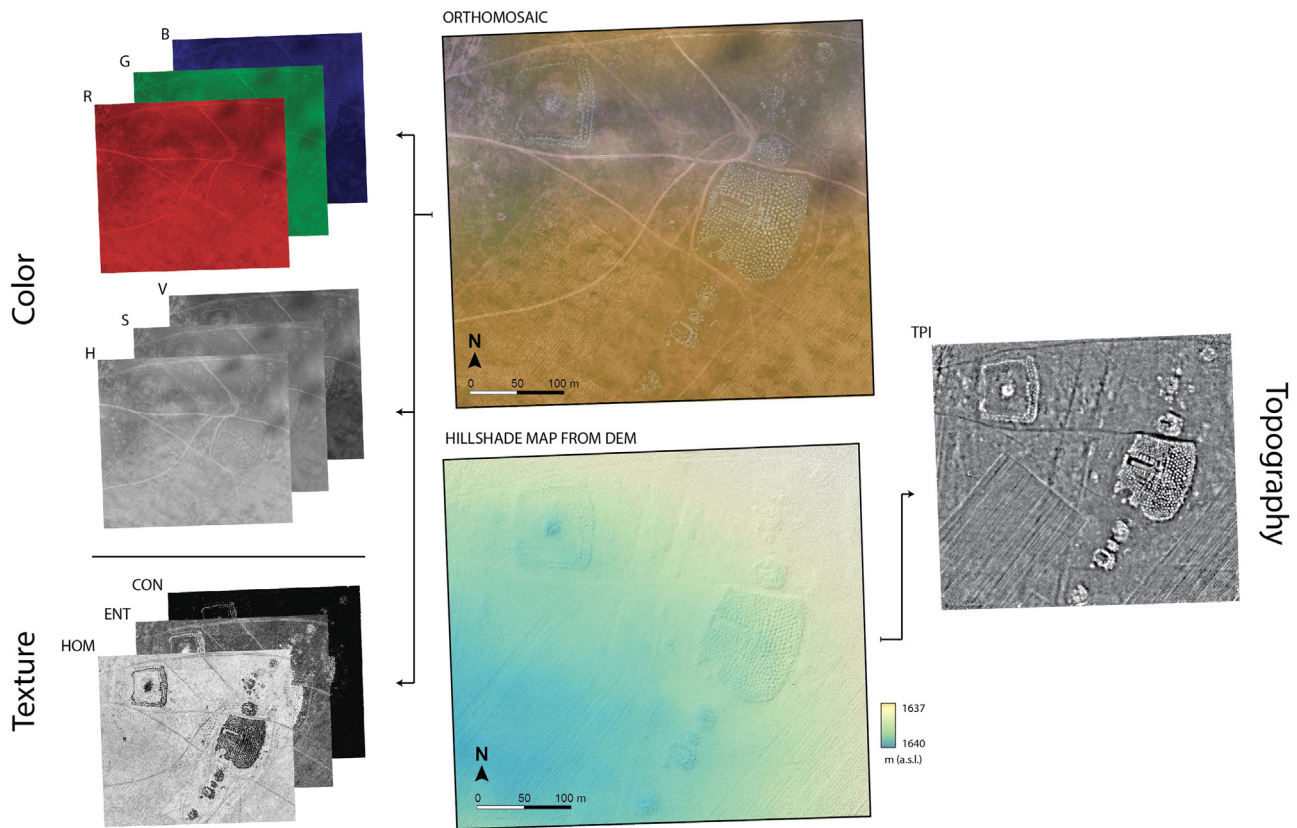 ORTHOMOSAIC
B
G
R
V
S
H
Color
N
0 50 100 m
TPI
Topography
HILLSHADE MAP FROM DEM
CON
ENT
HOM
Texture
N
0 50 100 m
1637
1640
m (a.s.l.)